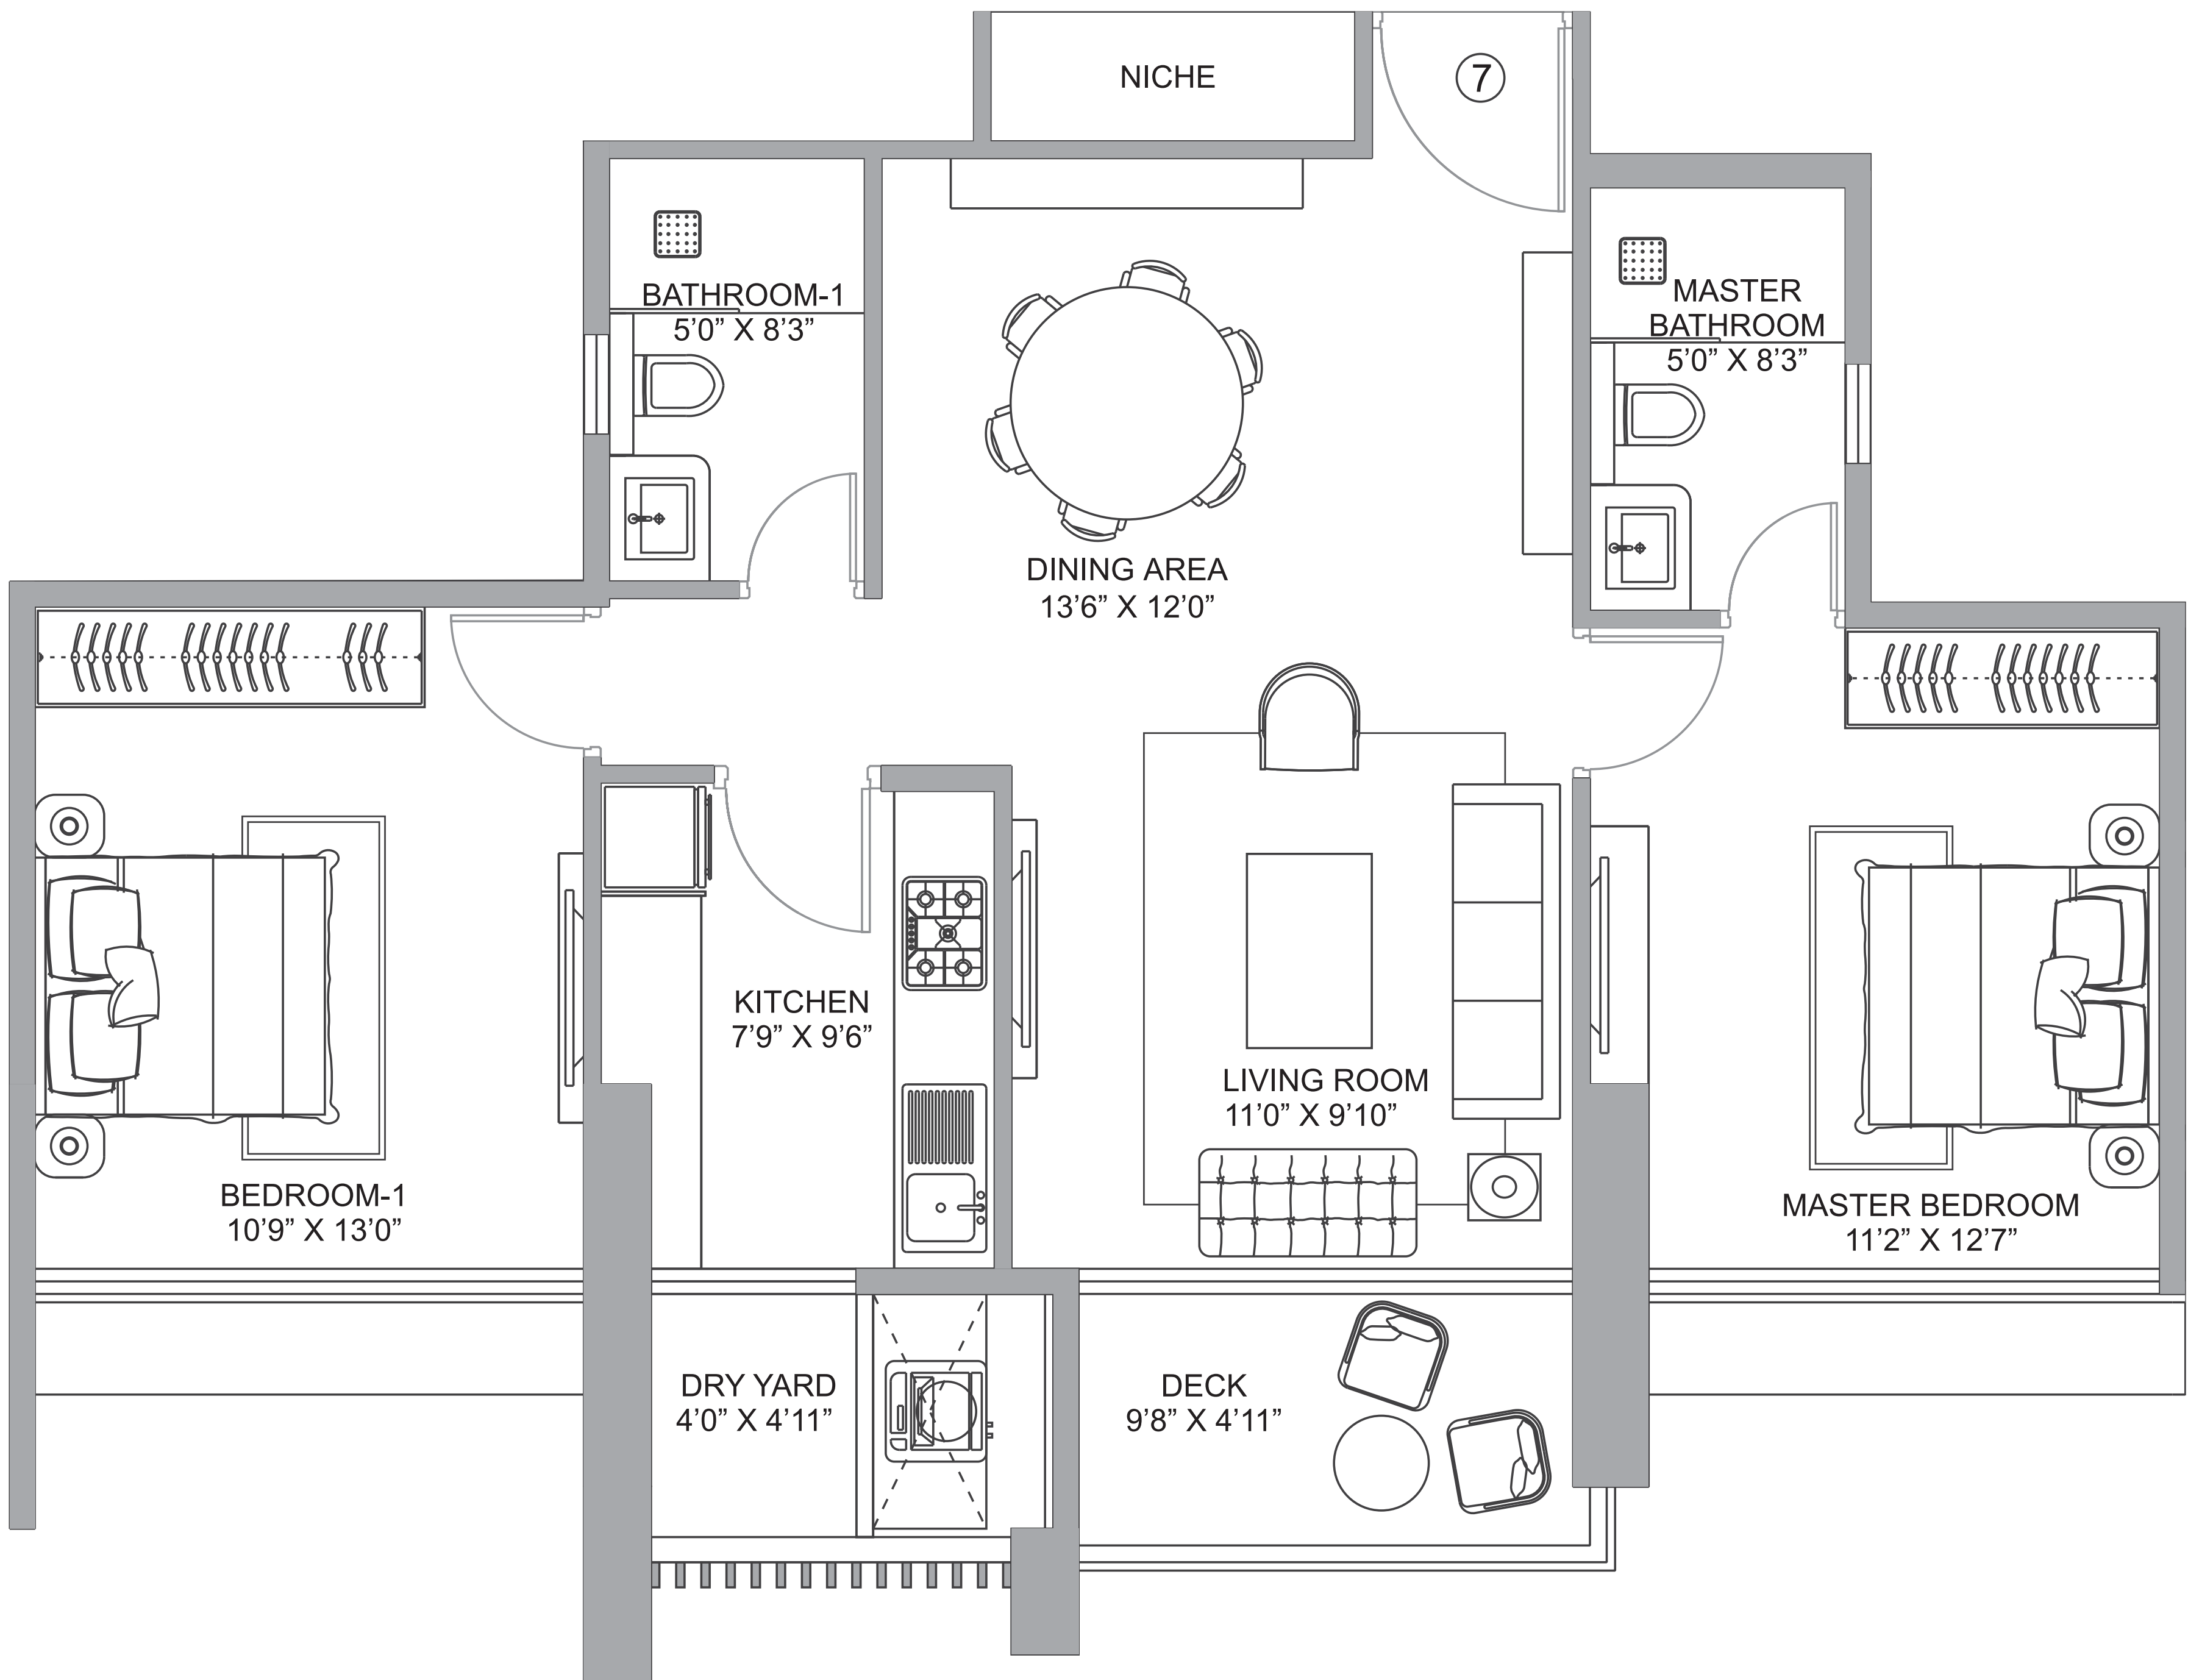 NICHE
7
BATHROOM-1
5’0” X 8’3”
MASTER
BATHROOM
5’0” X 8’3”
DINING AREA
13’6” X 12’0”
KITCHEN
7’9” X 9’6”
LIVING ROOM
11’0” X 9’10”
BEDROOM-1
10’9” X 13’0”
MASTER BEDROOM
11’2” X 12’7”
DRY YARD
4’0” X 4’11”
DECK
9’8” X 4’11”